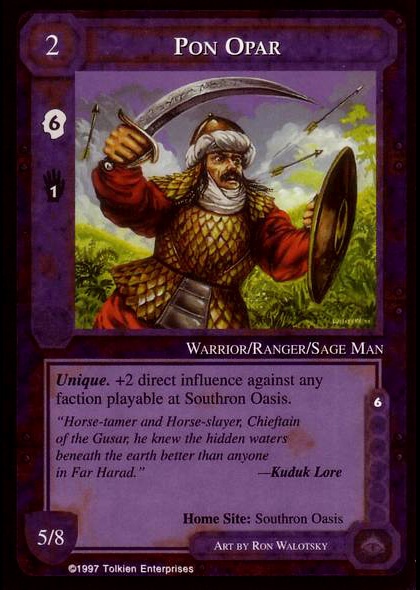 2
PON OPAR
6
1
WARRIOR/RANGER/SAGE MAN
Unique. +2 direct influence against any
faction playable at Southron Oasis.
6
“Horse-tamer and Horse-slayer, Chieftain
of the Gusar, he knew the hidden waters
beneath the earth better than anyone
in Far Harad.” —Kuduk Lore
Home Site: Southron Oasis
5/8
ART BY RON WALOTSKY
©1997 Tolkien Enterprises